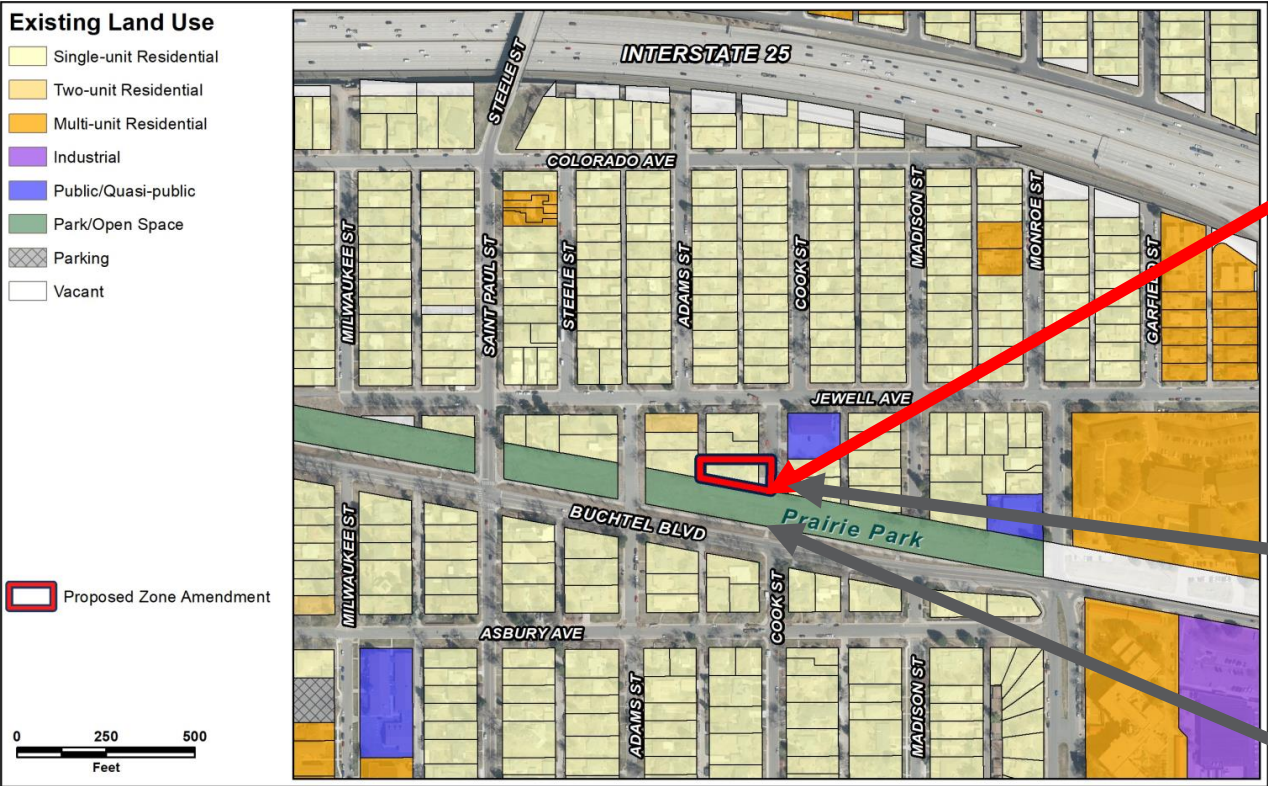 Existing Land Use
Single-unit Residential
Two-unit Residential
Multi-unit Residential
Industrial
Public/Quasi-public
Park/Open Space
Parking
Vacant
Proposed Zone Amendment
0 250 500
Feet
INTERSTATE 25
STEELE ST
COLORADO AVE
MILWAUKEE ST
SAINT PAUL ST
STEELE ST
ADAMS ST
COOK ST
MADISON ST
MONROE ST
GARFIELD ST
JEWELL AVE
BUCHTEL BLVD
Prairie Park
MILWAUKEE ST
COOK ST
ASBURY AVE
ADAMS ST
MADISON ST